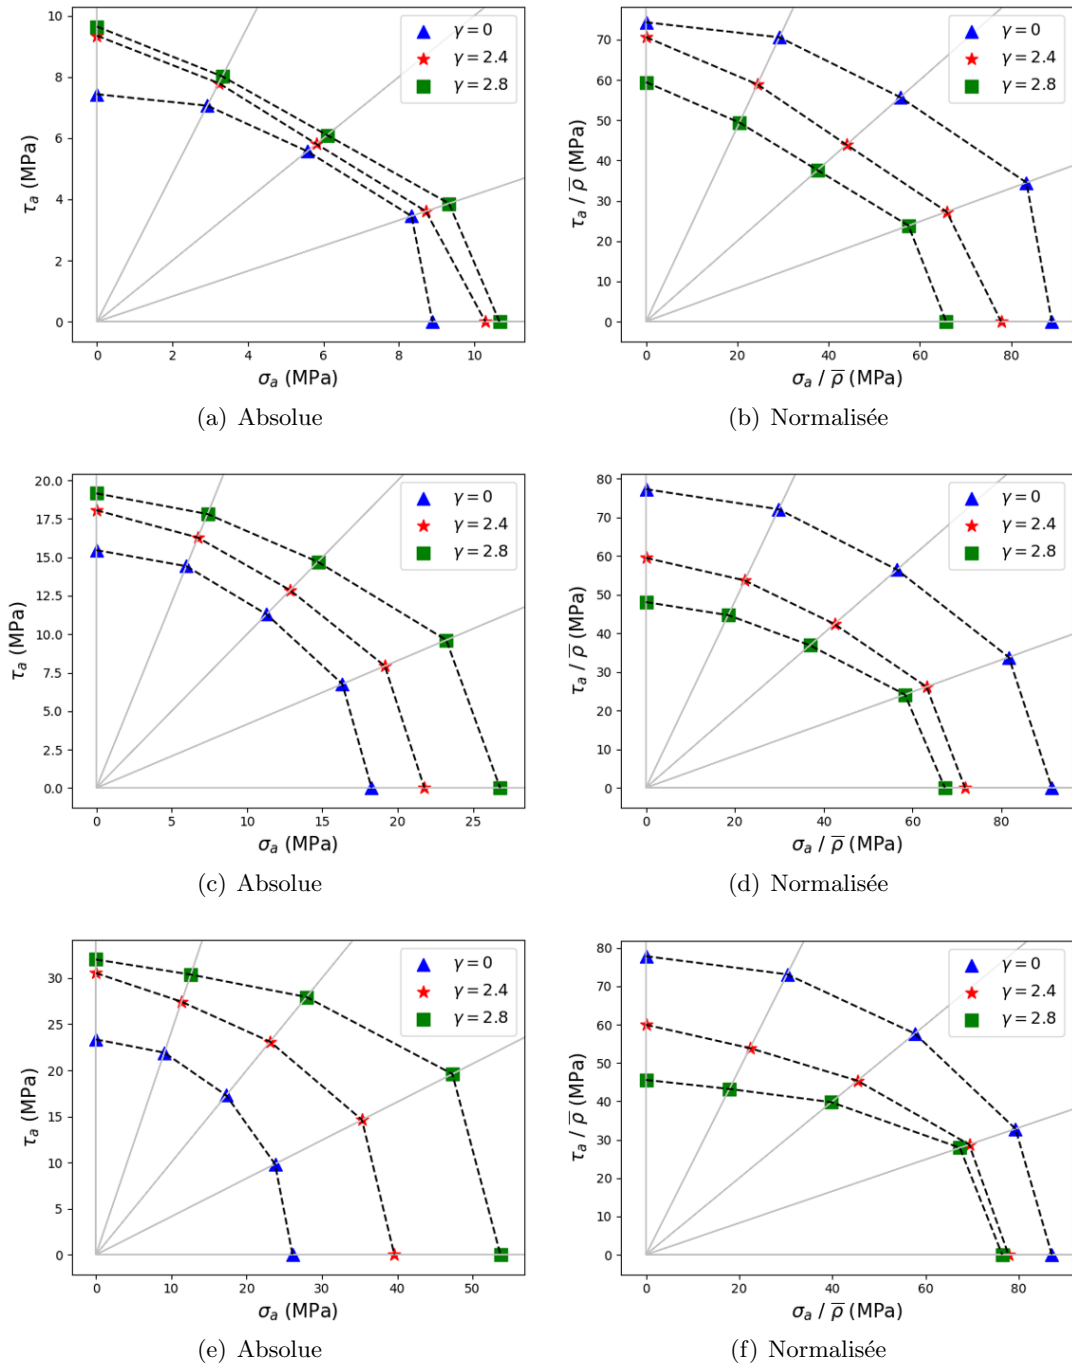 10
8
6
4
2
0
τa (MPa)
γ = 0
γ = 2.4
γ = 2.8
0 2 4 6 8 10
σa (MPa)
(a) Absolue
70
60
50
40
30
20
10
0
τa / ρ̅ (MPa)
γ = 0
γ = 2.4
γ = 2.8
0 20 40 60 80
σa / ρ̅ (MPa)
(b) Normalisée
20.0
17.5
15.0
12.5
10.0
7.5
5.0
2.5
0.0
τa (MPa)
γ = 0
γ = 2.4
γ = 2.8
0 5 10 15 20 25
σa (MPa)
(c) Absolue
80
70
60
50
40
30
20
10
0
τa / ρ̅ (MPa)
γ = 0
γ = 2.4
γ = 2.8
0 20 40 60 80
σa / ρ̅ (MPa)
(d) Normalisée
30
25
20
15
10
5
0
τa (MPa)
γ = 0
γ = 2.4
γ = 2.8
0 10 20 30 40 50
σa (MPa)
(e) Absolue
80
70
60
50
40
30
20
10
0
τa / ρ̅ (MPa)
γ = 0
γ = 2.4
γ = 2.8
0 20 40 60 80
σa / ρ̅ (MPa)
(f) Normalisée